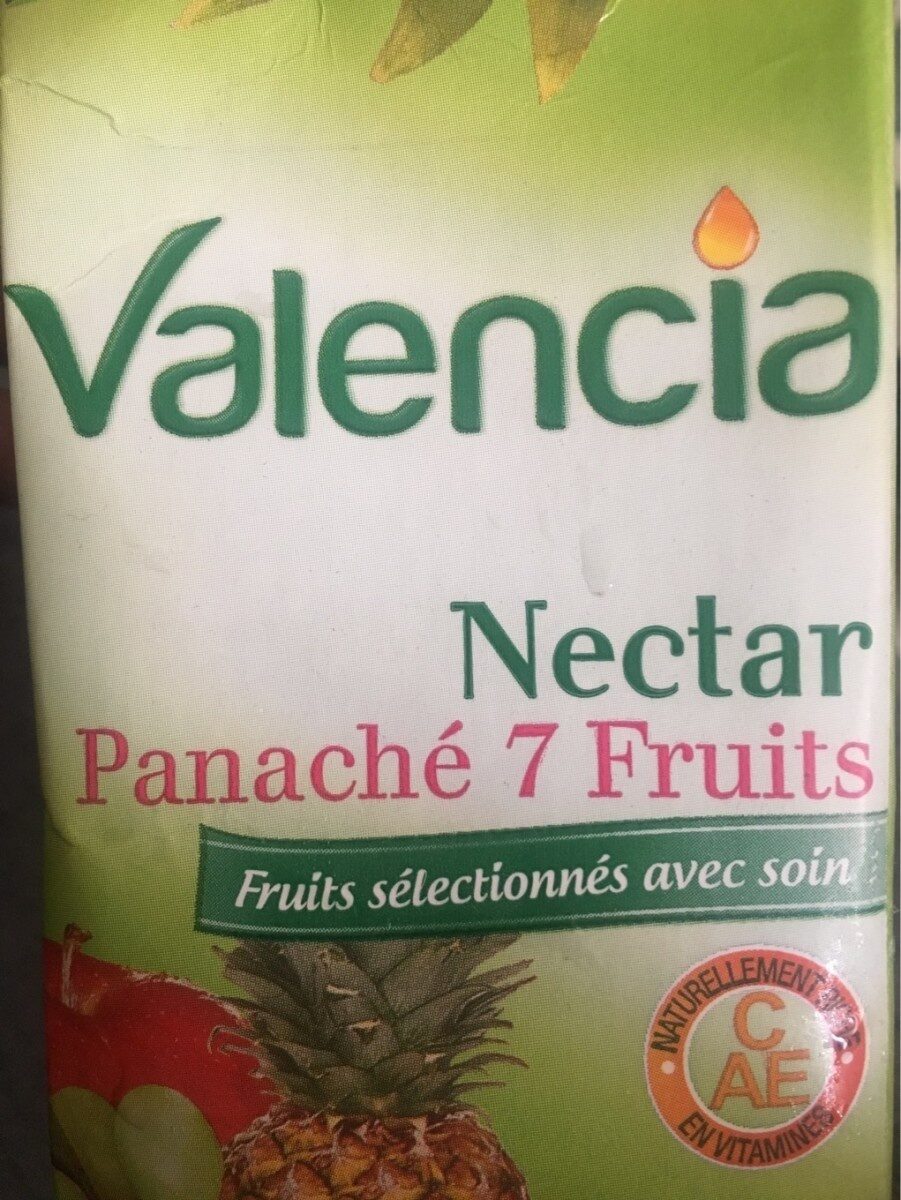 Valencia
Nectar
Panaché 7 Fruits
Fruits sélectionnés avec soin
NATURELLEMENT RICHE
C
AE
EN VITAMINES